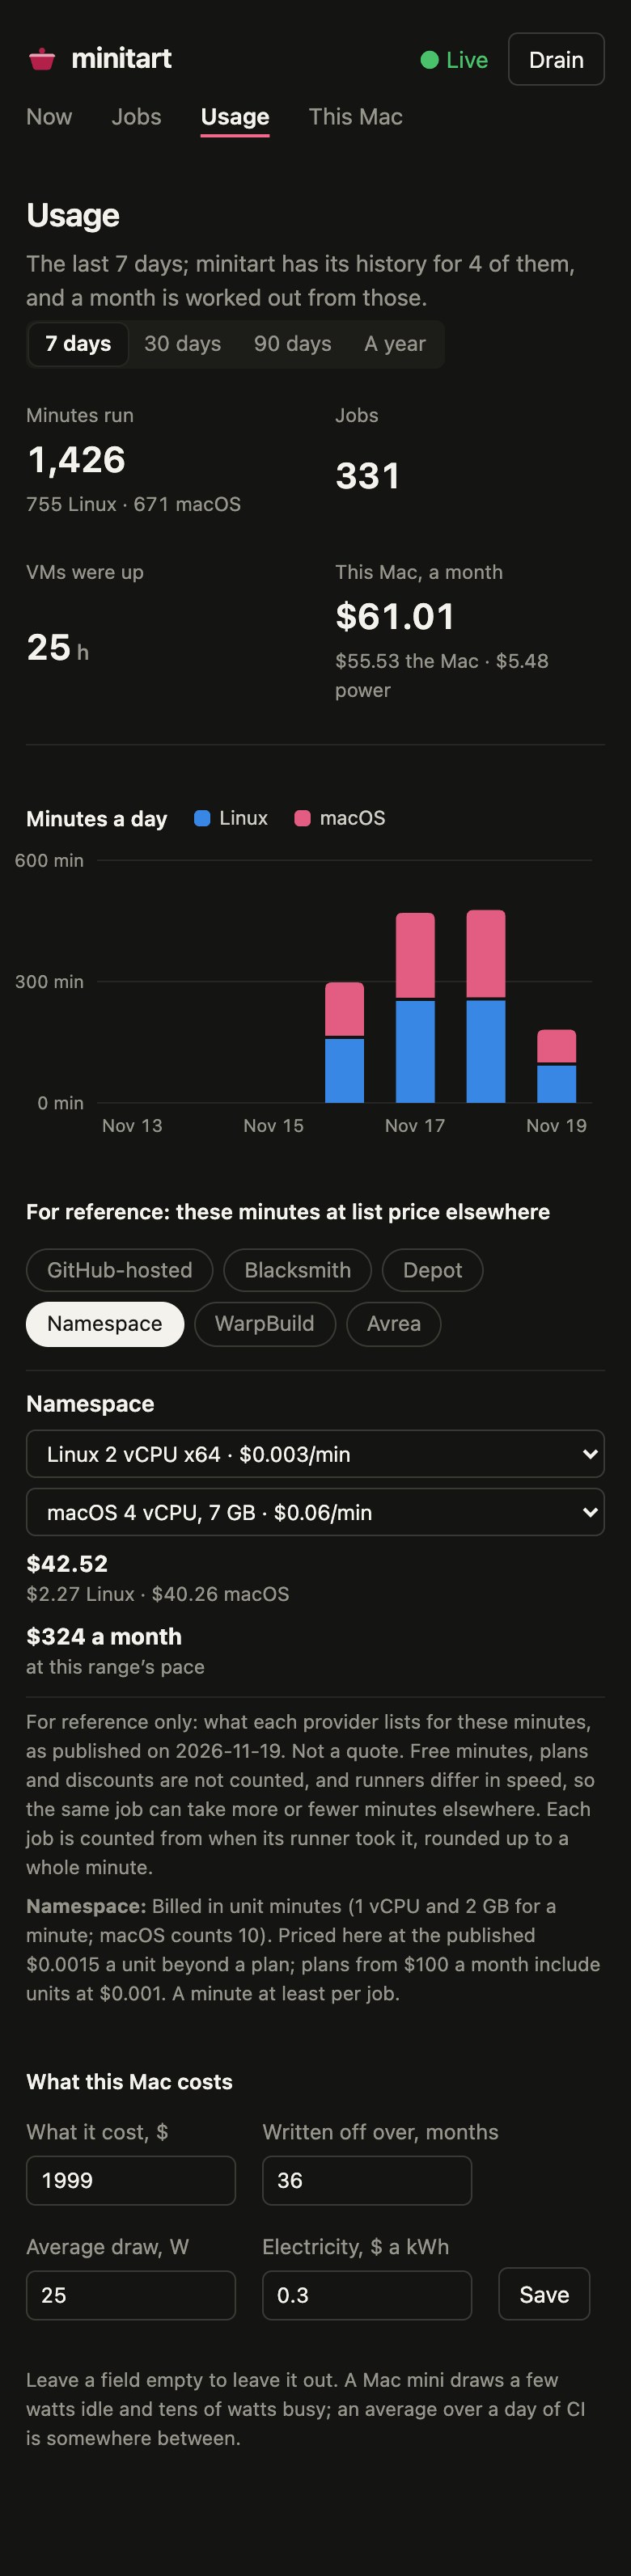 minitart
Live
Drain
Now
Jobs
Usage
This Mac
Usage
The last 7 days; minitart has its history for 4 of them,
and a month is worked out from those.
7 days
30 days
90 days
A year
Minutes run
1,426
755 Linux · 671 macOS
Jobs
331
VMs were up
25 h
This Mac, a month
$61.01
$55.53 the Mac · $5.48
power
Minutes a day
Linux
macOS
600 min
300 min
0 min
Nov 13
Nov 15
Nov 17
Nov 19
For reference: these minutes at list price elsewhere
GitHub-hosted
Blacksmith
Depot
Namespace
WarpBuild
Avrea
Namespace
Linux 2 vCPU x64 · $0.003/min
macOS 4 vCPU, 7 GB · $0.06/min
$42.52
$2.27 Linux · $40.26 macOS
$324 a month
at this range’s pace
For reference only: what each provider lists for these minutes,
as published on 2026-11-19. Not a quote. Free minutes, plans
and discounts are not counted, and runners differ in speed, so
the same job can take more or fewer minutes elsewhere. Each
job is counted from when its runner took it, rounded up to a
whole minute.
Namespace: Billed in unit minutes (1 vCPU and 2 GB for a
minute; macOS counts 10). Priced here at the published
$0.0015 a unit beyond a plan; plans from $100 a month include
units at $0.001. A minute at least per job.
What this Mac costs
What it cost, $
1999
Written off over, months
36
Average draw, W
25
Electricity, $ a kWh
0.3
Save
Leave a field empty to leave it out. A Mac mini draws a few
watts idle and tens of watts busy; an average over a day of CI
is somewhere between.